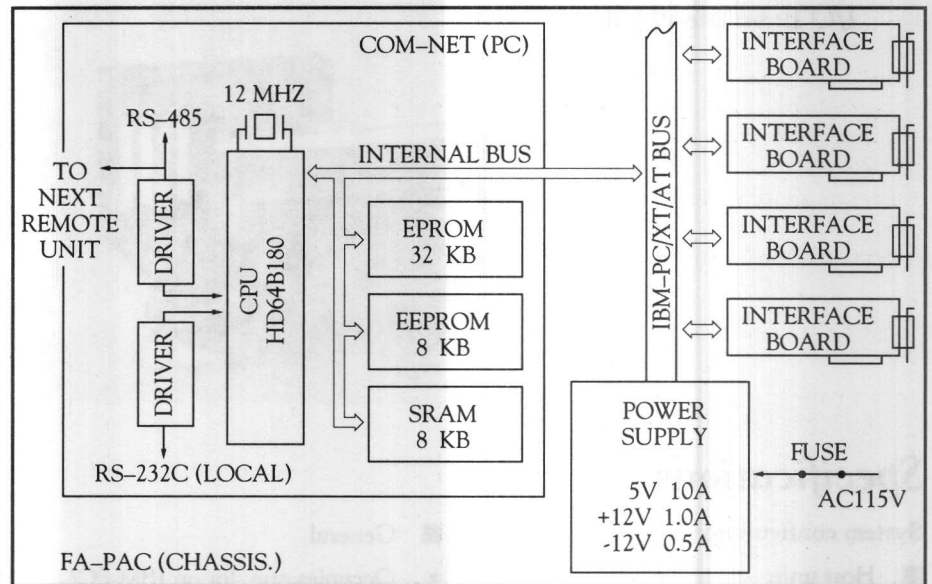 COM–NET (PC)
12 MHZ
RS–485
TO
NEXT
REMOTE
UNIT
DRIVER
DRIVER
CPU
HD64B180
INTERNAL BUS
EPROM
32 KB
EEPROM
8 KB
SRAM
8 KB
RS–232C (LOCAL)
IBM–PC/XT/AT BUS
INTERFACE
BOARD
INTERFACE
BOARD
INTERFACE
BOARD
INTERFACE
BOARD
POWER
SUPPLY
5V 10A
+12V 1.0A
-12V 0.5A
FUSE
AC115V
FA–PAC (CHASSIS.)